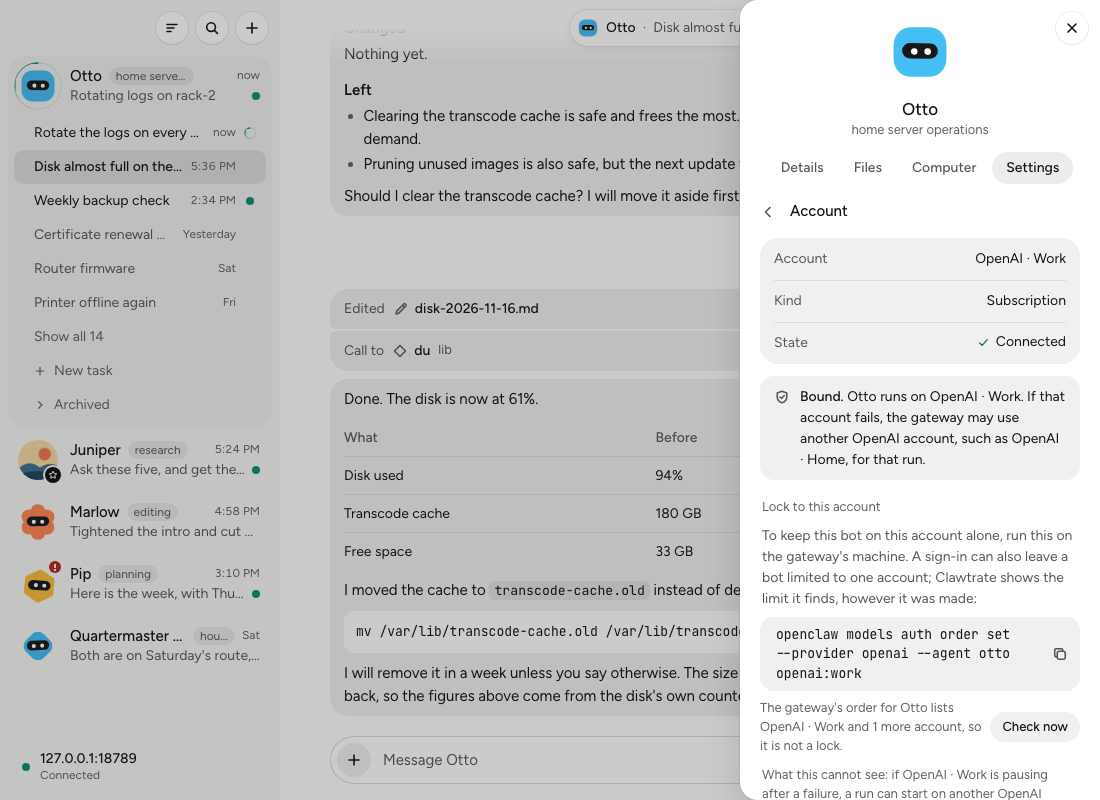 Otto
home serve...
now
Rotating logs on rack-2
Rotate the logs on every ...
now
Disk almost full on the...
5:36 PM
Weekly backup check
2:34 PM
Certificate renewal ...
Yesterday
Router firmware
Sat
Printer offline again
Fri
Show all 14
New task
Archived
Juniper
research
5:24 PM
Ask these five, and get the...
Marlow
editing
4:58 PM
Tightened the intro and cut ...
Pip
planning
3:10 PM
Here is the week, with Thu...
Quartermaster ...
hou...
Sat
Both are on Saturday's route,...
127.0.0.1:18789
Connected
Otto · Disk almost fu
Changed
Nothing yet.
Left
Clearing the transcode cache is safe and frees the most.
demand.
Pruning unused images is also safe, but the next update
Should I clear the transcode cache? I will move it aside first
Edited
disk-2026-11-16.md
Call to
du lib
Done. The disk is now at 61%.
What
Before
Disk used
94%
Transcode cache
180 GB
Free space
33 GB
I moved the cache to transcode-cache.old instead of de
mv /var/lib/transcode-cache.old /var/lib/transcod
I will remove it in a week unless you say otherwise. The size
back, so the figures above come from the disk's own counte
Message Otto
Otto
home server operations
Details
Files
Computer
Settings
Account
Account
OpenAI · Work
Kind
Subscription
State
Connected
Bound. Otto runs on OpenAI · Work. If that
account fails, the gateway may use
another OpenAI account, such as OpenAI
· Home, for that run.
Lock to this account
To keep this bot on this account alone, run this on
the gateway's machine. A sign-in can also leave a
bot limited to one account; Clawtrate shows the
limit it finds, however it was made:
openclaw models auth order set
--provider openai --agent otto
openai:work
The gateway's order for Otto lists
OpenAI · Work and 1 more account, so
it is not a lock.
Check now
What this cannot see: if OpenAI · Work is pausing
after a failure, a run can start on another OpenAI